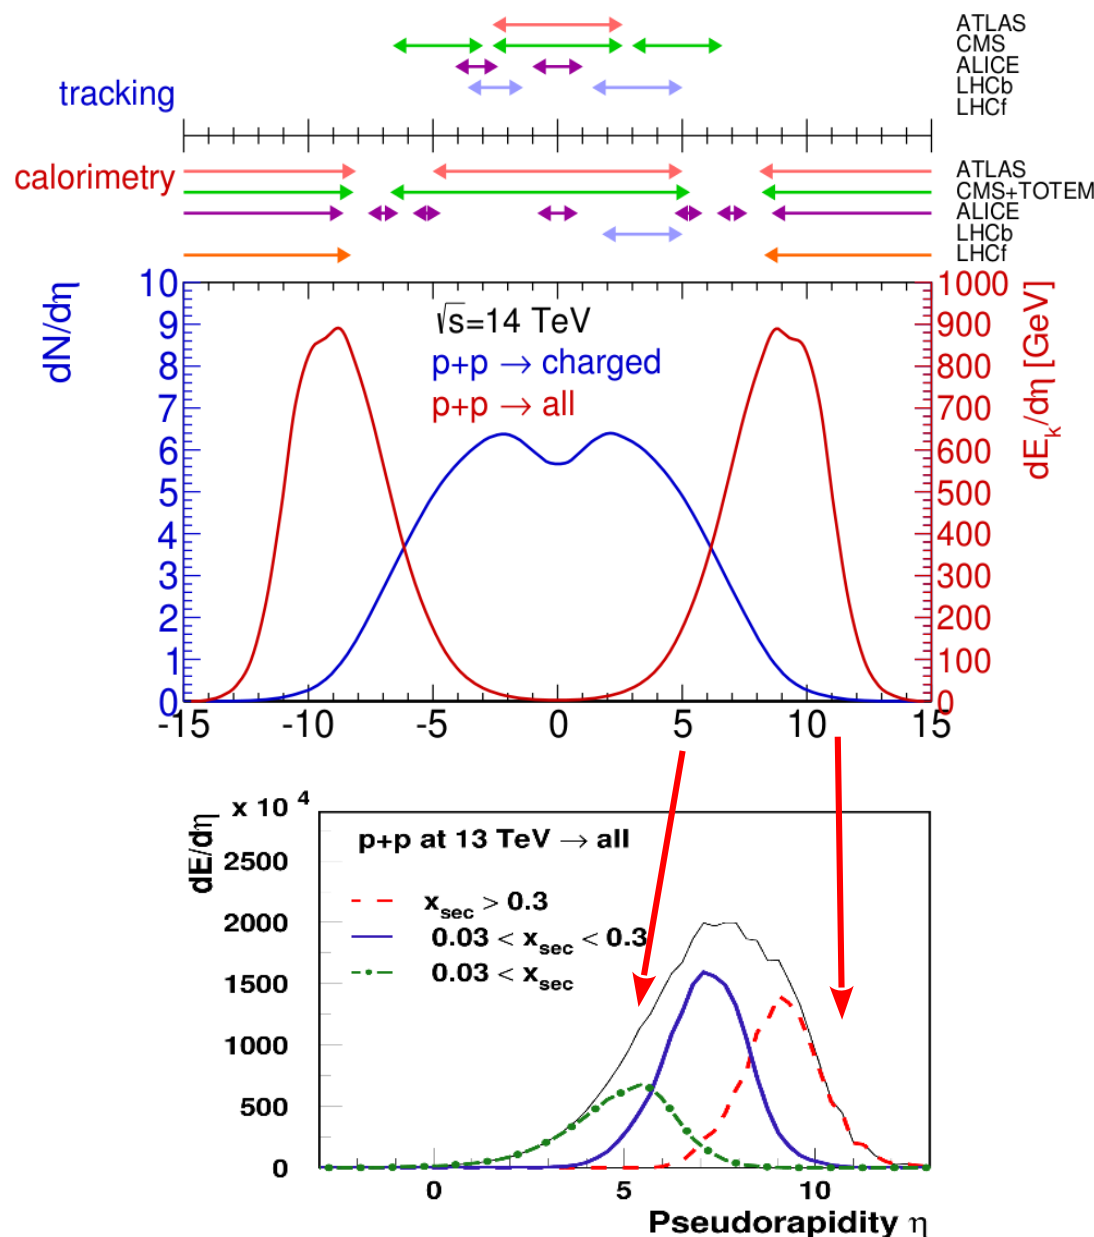 ATLAS
CMS
ALICE
LHCb
LHCf
tracking
calorimetry
ATLAS
CMS+TOTEM
ALICE
LHCb
LHCf
dN/dη
10
9
8
7
6
5
4
3
2
1
0
√s=14 TeV
p+p → charged
p+p → all
1000
900
800
700
600
500
400
300
200
100
0
dEk/dη [GeV]
-15 -10 -5 0 5 10 15
x 10 4
dE/dη
p+p at 13 TeV → all
2500
2000
1500
1000
500
0
xsec > 0.3
0.03 < xsec < 0.3
0.03 < xsec
0 5 10
Pseudorapidity η